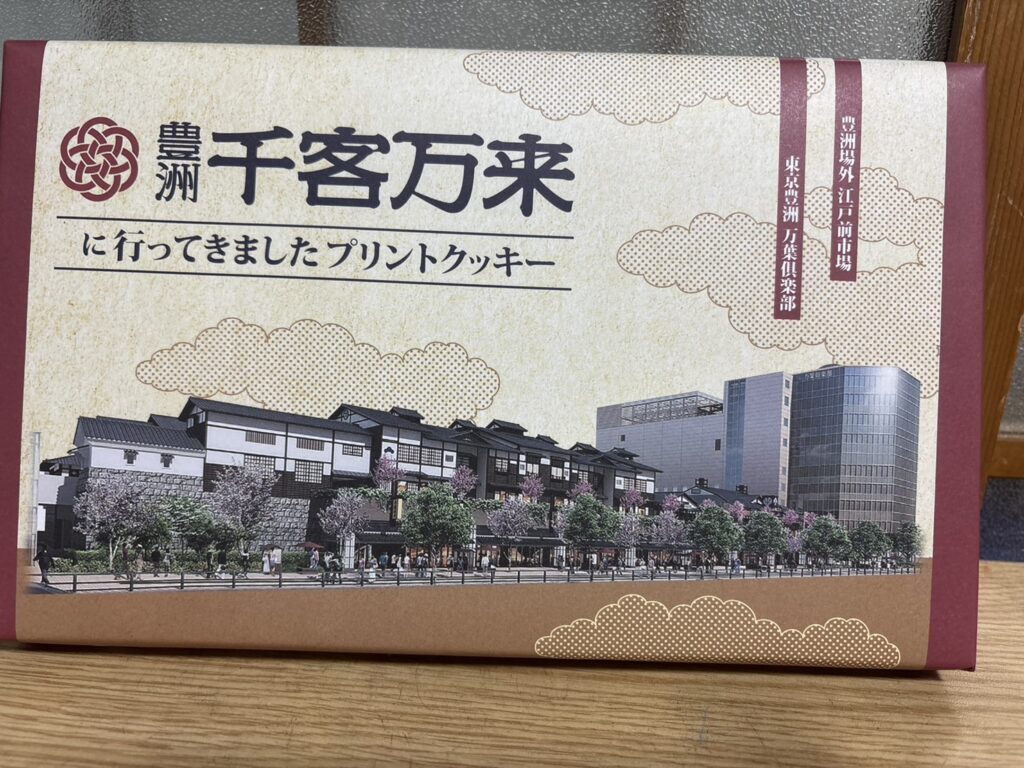 豊洲 千客万来
に行ってきましたプリントクッキー
豊洲場外 江戸前市場
東京豊洲 万葉倶楽部